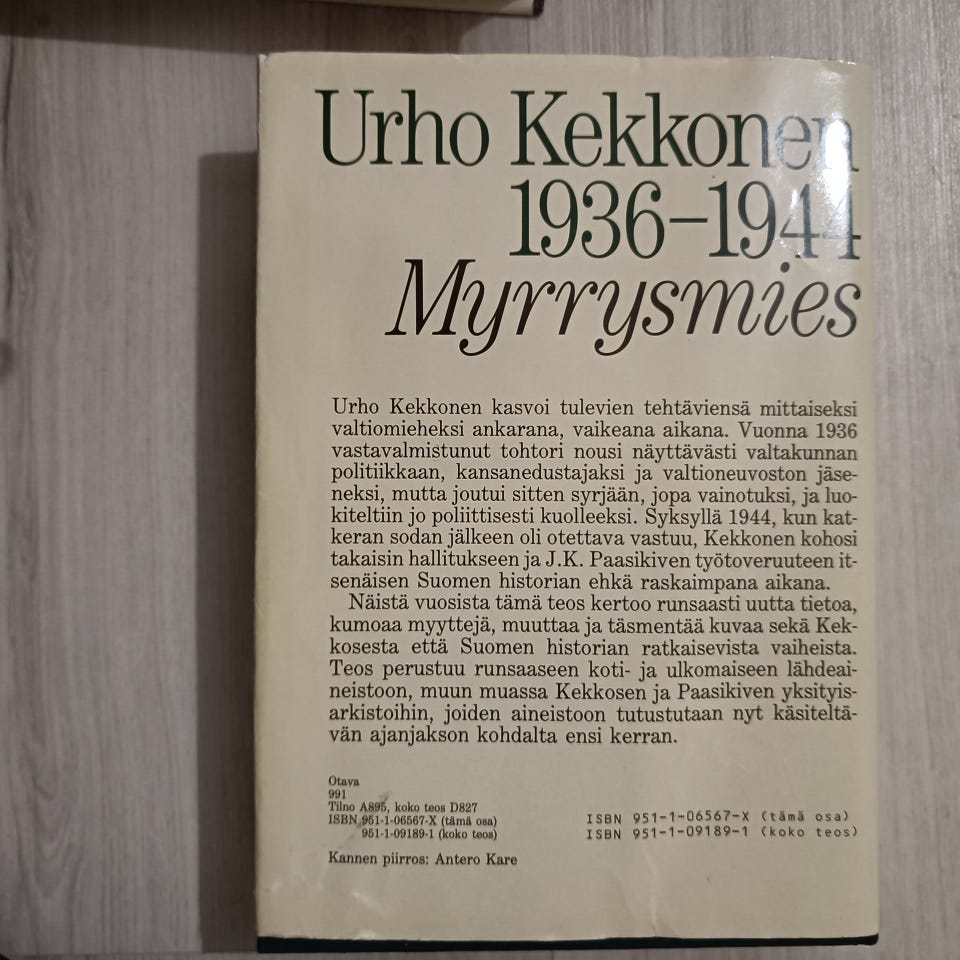 Urho Kekkonen
1936–1944
Myrrysmies
Urho Kekkonen kasvoi tulevien tehtäviensä mittaiseksi
valtiomieheksi ankarana, vaikeana aikana. Vuonna 1936
vastavalmistunut tohtori nousi näyttävästi valtakunnan
politiikkaan, kansanedustajaksi ja valtioneuvoston jäse-
neksi, mutta joutui sitten syrjään, jopa vainotuksi, ja luo-
kiteltiin jo poliittisesti kuolleeksi. Syksyllä 1944, kun kat-
keran sodan jälkeen oli otettava vastuu, Kekkonen kohosi
takaisin hallitukseen ja J.K. Paasikiven työtoveruuteen it-
senäisen Suomen historian ehkä raskaimpana aikana.
Näistä vuosista tämä teos kertoo runsaasti uutta tietoa,
kumoaa myyttejä, muuttaa ja täsmentää kuvaa sekä Kek-
kosesta että Suomen historian ratkaisevista vaiheista.
Teos perustuu runsaaseen koti- ja ulkomaiseen lähdeai-
neistoon, muun muassa Kekkosen ja Paasikiven yksityis-
arkistoihin, joiden aineistoon tutustutaan nyt käsiteltä-
vän ajanjakson kohdalta ensi kerran.
Otava
991
Tilno A895, koko teos D827
ISBN 951-1-06567-X (tämä osa)
951-1-09189-1 (koko teos)
Kannen piirros: Antero Kare
ISBN 951-1-06567-X (tämä osa)
ISBN 951-1-09189-1 (koko teos)